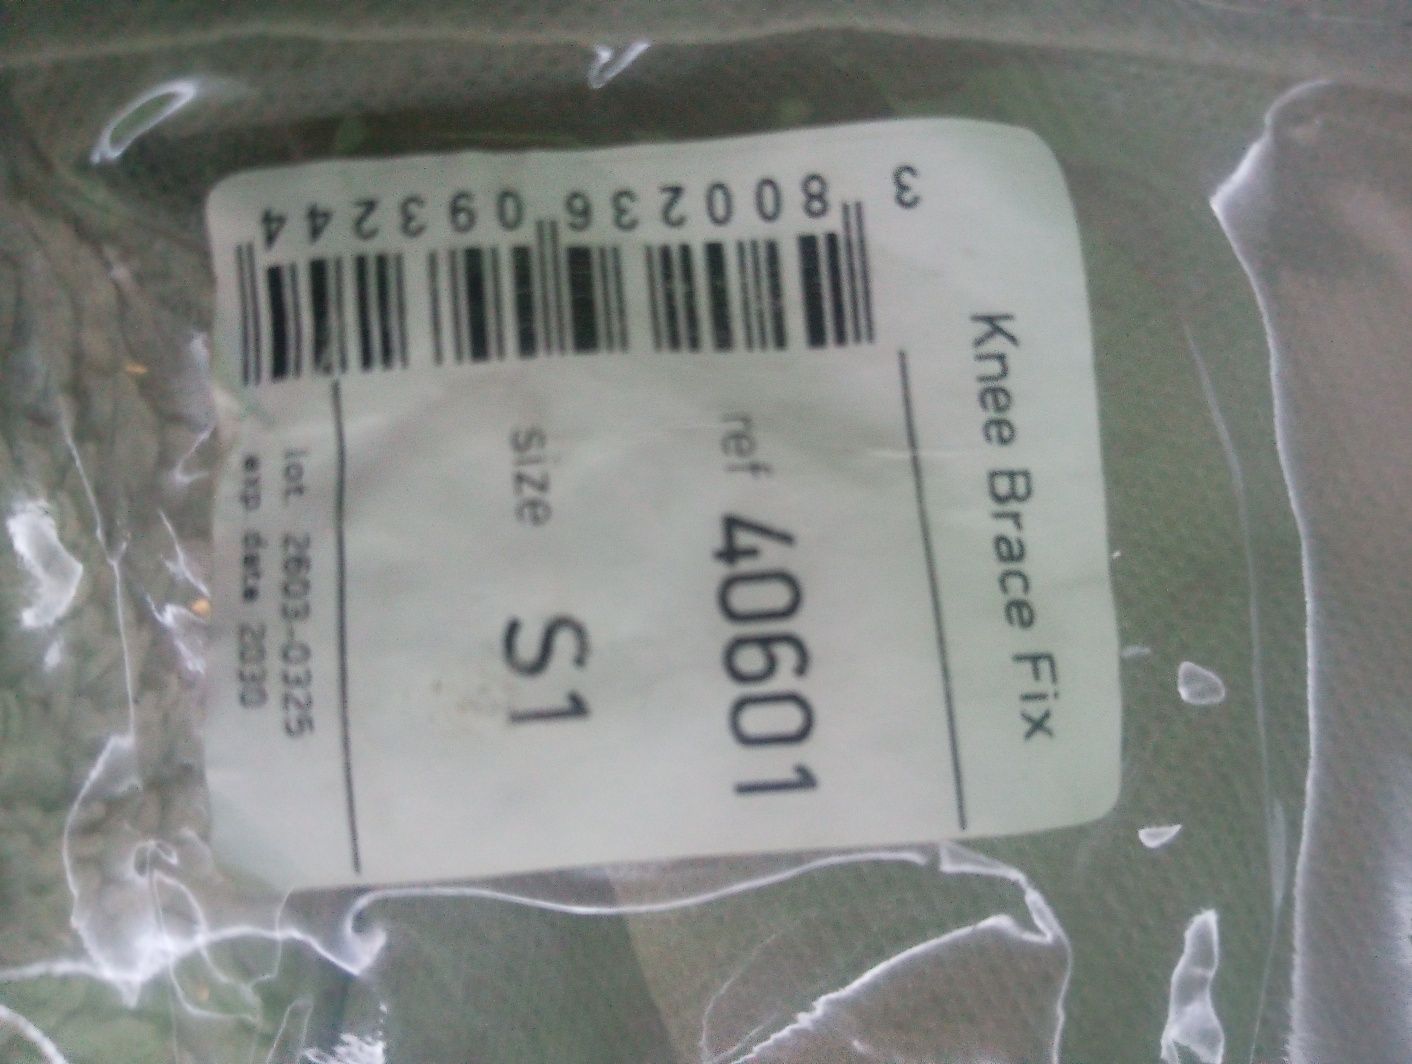 Knee Brace Fix
ref 40601
size S1
lot 2603-0325
exp date 2030
3 800236 093244